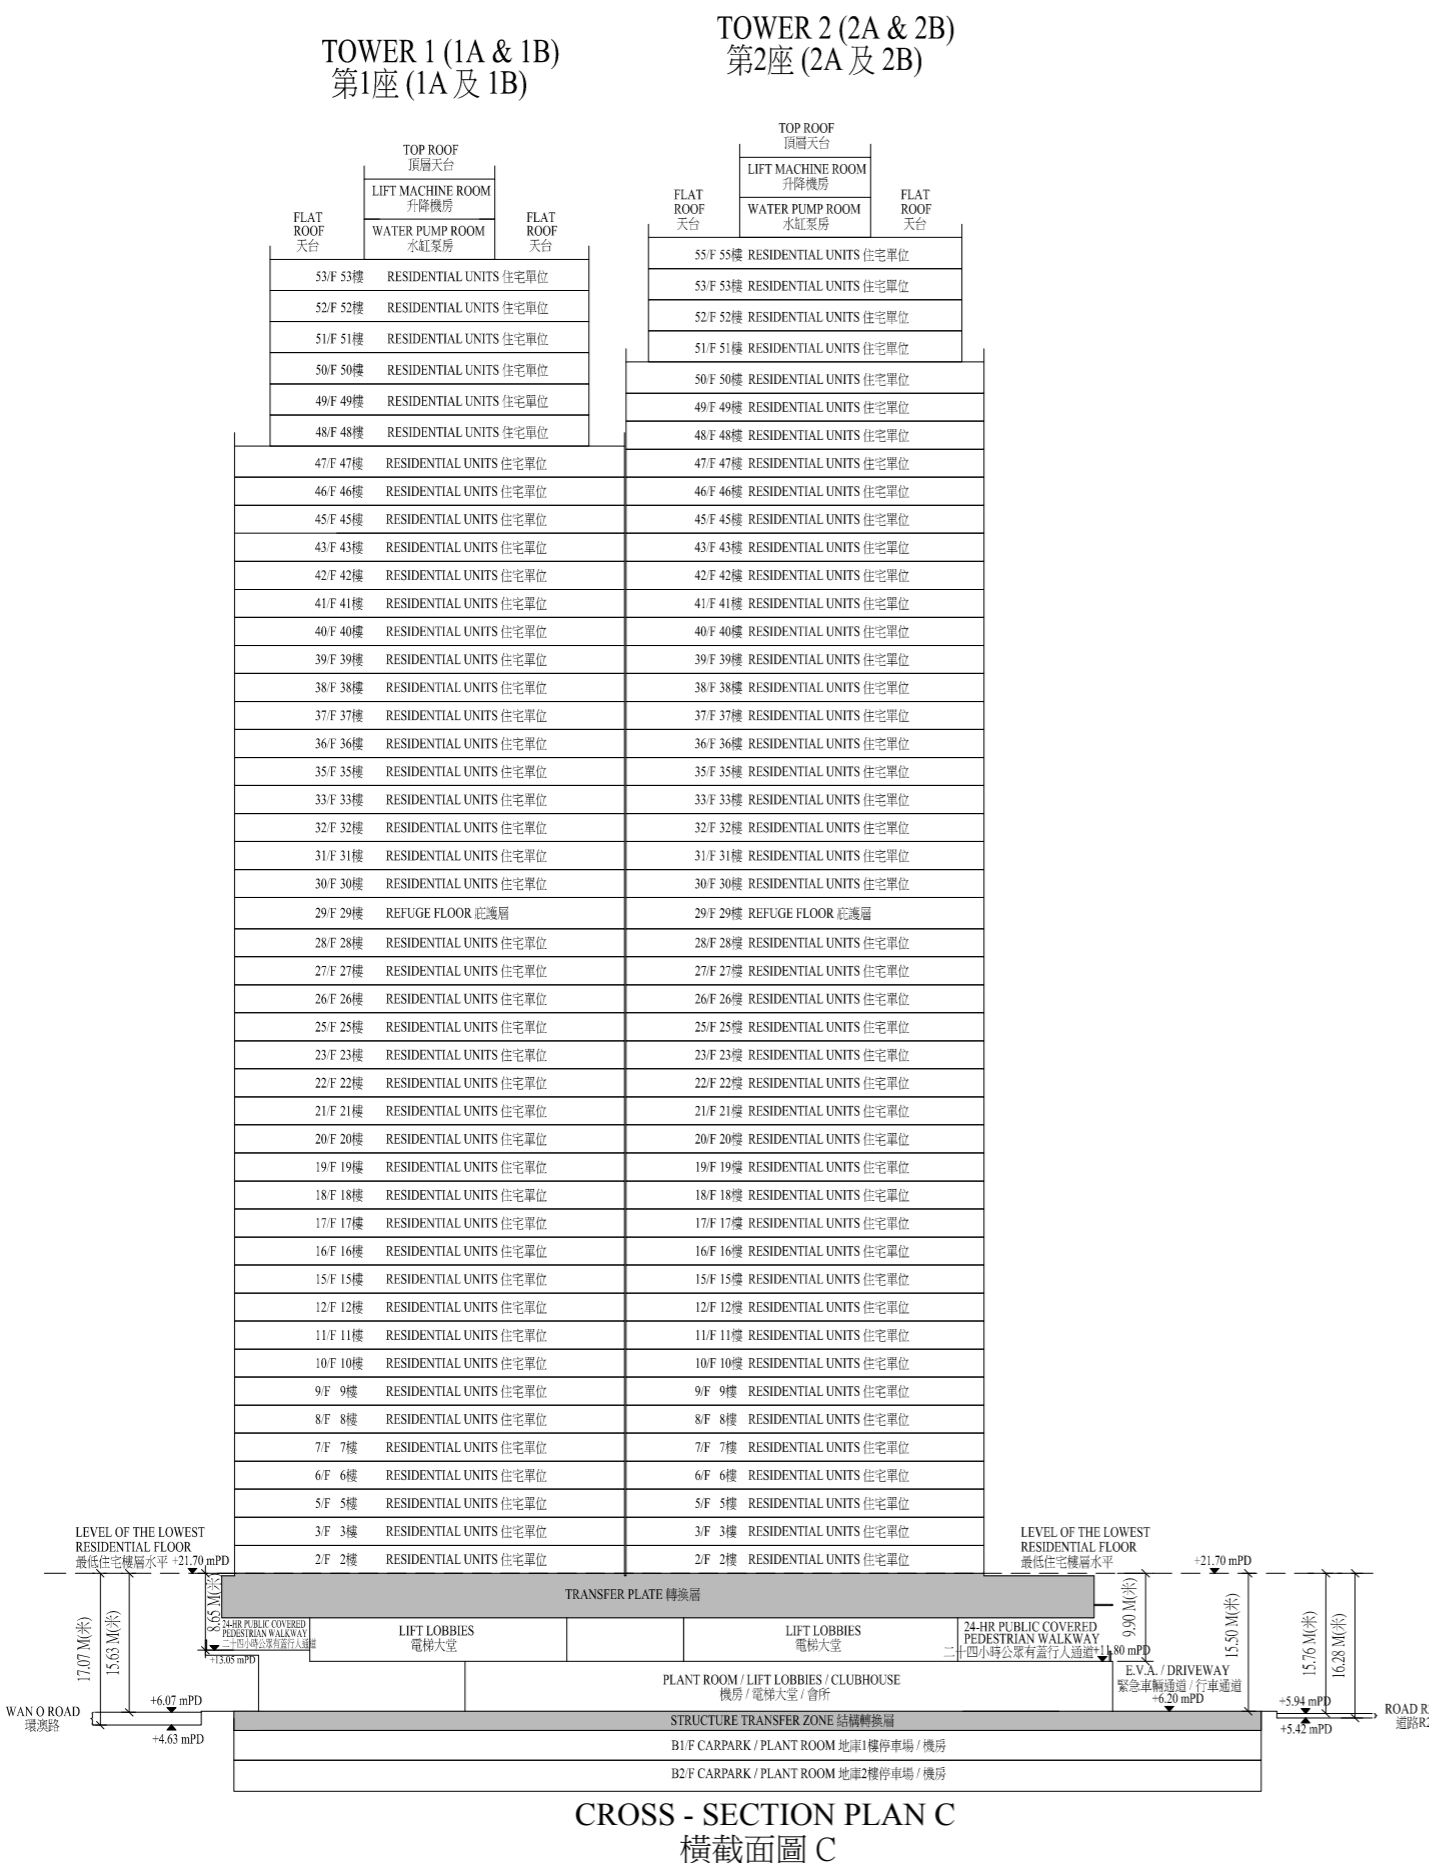 TOWER 1 (1A & 1B)
第1座 (1A 及 1B)
TOWER 2 (2A & 2B)
第2座 (2A 及 2B)
TOP ROOF
頂層天台
LIFT MACHINE ROOM
升降機房
FLAT
ROOF
天台
WATER PUMP ROOM
水缸泵房
FLAT
ROOF
天台
53/F 53樓 RESIDENTIAL UNITS 住宅單位
52/F 52樓 RESIDENTIAL UNITS 住宅單位
51/F 51樓 RESIDENTIAL UNITS 住宅單位
50/F 50樓 RESIDENTIAL UNITS 住宅單位
49/F 49樓 RESIDENTIAL UNITS 住宅單位
48/F 48樓 RESIDENTIAL UNITS 住宅單位
47/F 47樓 RESIDENTIAL UNITS 住宅單位
46/F 46樓 RESIDENTIAL UNITS 住宅單位
45/F 45樓 RESIDENTIAL UNITS 住宅單位
43/F 43樓 RESIDENTIAL UNITS 住宅單位
42/F 42樓 RESIDENTIAL UNITS 住宅單位
41/F 41樓 RESIDENTIAL UNITS 住宅單位
40/F 40樓 RESIDENTIAL UNITS 住宅單位
39/F 39樓 RESIDENTIAL UNITS 住宅單位
38/F 38樓 RESIDENTIAL UNITS 住宅單位
37/F 37樓 RESIDENTIAL UNITS 住宅單位
36/F 36樓 RESIDENTIAL UNITS 住宅單位
35/F 35樓 RESIDENTIAL UNITS 住宅單位
33/F 33樓 RESIDENTIAL UNITS 住宅單位
32/F 32樓 RESIDENTIAL UNITS 住宅單位
31/F 31樓 RESIDENTIAL UNITS 住宅單位
30/F 30樓 RESIDENTIAL UNITS 住宅單位
29/F 29樓 REFUGE FLOOR 庇護層
28/F 28樓 RESIDENTIAL UNITS 住宅單位
27/F 27樓 RESIDENTIAL UNITS 住宅單位
26/F 26樓 RESIDENTIAL UNITS 住宅單位
25/F 25樓 RESIDENTIAL UNITS 住宅單位
23/F 23樓 RESIDENTIAL UNITS 住宅單位
22/F 22樓 RESIDENTIAL UNITS 住宅單位
21/F 21樓 RESIDENTIAL UNITS 住宅單位
20/F 20樓 RESIDENTIAL UNITS 住宅單位
19/F 19樓 RESIDENTIAL UNITS 住宅單位
18/F 18樓 RESIDENTIAL UNITS 住宅單位
17/F 17樓 RESIDENTIAL UNITS 住宅單位
16/F 16樓 RESIDENTIAL UNITS 住宅單位
15/F 15樓 RESIDENTIAL UNITS 住宅單位
12/F 12樓 RESIDENTIAL UNITS 住宅單位
11/F 11樓 RESIDENTIAL UNITS 住宅單位
10/F 10樓 RESIDENTIAL UNITS 住宅單位
9/F 9樓 RESIDENTIAL UNITS 住宅單位
8/F 8樓 RESIDENTIAL UNITS 住宅單位
7/F 7樓 RESIDENTIAL UNITS 住宅單位
6/F 6樓 RESIDENTIAL UNITS 住宅單位
5/F 5樓 RESIDENTIAL UNITS 住宅單位
3/F 3樓 RESIDENTIAL UNITS 住宅單位
2/F 2樓 RESIDENTIAL UNITS 住宅單位
TOP ROOF
頂層天台
LIFT MACHINE ROOM
升降機房
FLAT
ROOF
天台
WATER PUMP ROOM
水缸泵房
FLAT
ROOF
天台
55/F 55樓 RESIDENTIAL UNITS 住宅單位
53/F 53樓 RESIDENTIAL UNITS 住宅單位
52/F 52樓 RESIDENTIAL UNITS 住宅單位
51/F 51樓 RESIDENTIAL UNITS 住宅單位
50/F 50樓 RESIDENTIAL UNITS 住宅單位
49/F 49樓 RESIDENTIAL UNITS 住宅單位
48/F 48樓 RESIDENTIAL UNITS 住宅單位
47/F 47樓 RESIDENTIAL UNITS 住宅單位
46/F 46樓 RESIDENTIAL UNITS 住宅單位
45/F 45樓 RESIDENTIAL UNITS 住宅單位
43/F 43樓 RESIDENTIAL UNITS 住宅單位
42/F 42樓 RESIDENTIAL UNITS 住宅單位
41/F 41樓 RESIDENTIAL UNITS 住宅單位
40/F 40樓 RESIDENTIAL UNITS 住宅單位
39/F 39樓 RESIDENTIAL UNITS 住宅單位
38/F 38樓 RESIDENTIAL UNITS 住宅單位
37/F 37樓 RESIDENTIAL UNITS 住宅單位
36/F 36樓 RESIDENTIAL UNITS 住宅單位
35/F 35樓 RESIDENTIAL UNITS 住宅單位
33/F 33樓 RESIDENTIAL UNITS 住宅單位
32/F 32樓 RESIDENTIAL UNITS 住宅單位
31/F 31樓 RESIDENTIAL UNITS 住宅單位
30/F 30樓 RESIDENTIAL UNITS 住宅單位
29/F 29樓 REFUGE FLOOR 庇護層
28/F 28樓 RESIDENTIAL UNITS 住宅單位
27/F 27樓 RESIDENTIAL UNITS 住宅單位
26/F 26樓 RESIDENTIAL UNITS 住宅單位
25/F 25樓 RESIDENTIAL UNITS 住宅單位
23/F 23樓 RESIDENTIAL UNITS 住宅單位
22/F 22樓 RESIDENTIAL UNITS 住宅單位
21/F 21樓 RESIDENTIAL UNITS 住宅單位
20/F 20樓 RESIDENTIAL UNITS 住宅單位
19/F 19樓 RESIDENTIAL UNITS 住宅單位
18/F 18樓 RESIDENTIAL UNITS 住宅單位
17/F 17樓 RESIDENTIAL UNITS 住宅單位
16/F 16樓 RESIDENTIAL UNITS 住宅單位
15/F 15樓 RESIDENTIAL UNITS 住宅單位
12/F 12樓 RESIDENTIAL UNITS 住宅單位
11/F 11樓 RESIDENTIAL UNITS 住宅單位
10/F 10樓 RESIDENTIAL UNITS 住宅單位
9/F 9樓 RESIDENTIAL UNITS 住宅單位
8/F 8樓 RESIDENTIAL UNITS 住宅單位
7/F 7樓 RESIDENTIAL UNITS 住宅單位
6/F 6樓 RESIDENTIAL UNITS 住宅單位
5/F 5樓 RESIDENTIAL UNITS 住宅單位
3/F 3樓 RESIDENTIAL UNITS 住宅單位
2/F 2樓 RESIDENTIAL UNITS 住宅單位
LEVEL OF THE LOWEST
RESIDENTIAL FLOOR
最低住宅樓層水平 +21.70 mPD
LEVEL OF THE LOWEST
RESIDENTIAL FLOOR
最低住宅樓層水平
+21.70 mPD
TRANSFER PLATE 轉換層
17.07 M(米)
15.63 M(米)
8.65 M(米)
24-HR PUBLIC COVERED
PEDESTRIAN WALKWAY
二十四小時公眾有蓋行人通道
+13.05 mPD
LIFT LOBBIES
電梯大堂
LIFT LOBBIES
電梯大堂
24-HR PUBLIC COVERED
PEDESTRIAN WALKWAY
二十四小時公眾有蓋行人通道+11.80 mPD
9.90 M(米)
15.50 M(米)
15.76 M(米)
16.28 M(米)
PLANT ROOM / LIFT LOBBIES / CLUBHOUSE
機房 / 電梯大堂 / 會所
E.V.A. / DRIVEWAY
緊急車輛通道 / 行車通道
+6.20 mPD
WAN O ROAD
環澳路
+6.07 mPD
+4.63 mPD
+5.94 mPD
+5.42 mPD
ROAD R
道路R2
STRUCTURE TRANSFER ZONE 結構轉換層
B1/F CARPARK / PLANT ROOM 地庫1樓停車場 / 機房
B2/F CARPARK / PLANT ROOM 地庫2樓停車場 / 機房
CROSS - SECTION PLAN C
橫截面圖 C